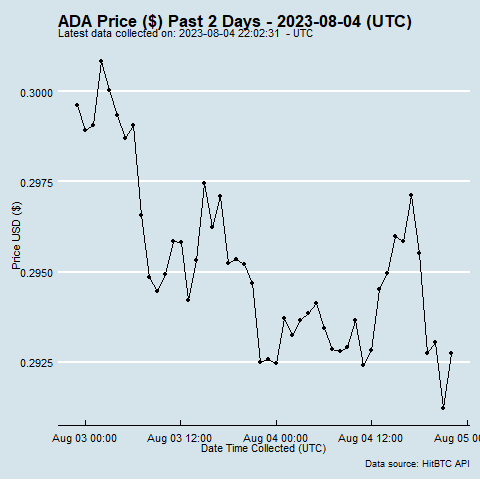 ADA Price ($) Past 2 Days - 2023-08-04 (UTC)
Latest data collected on: 2023-08-04 22:02:31 - UTC
0.3000
0.2975
0.2950
0.2925
Price USD ($)
Aug 03 00:00 Aug 03 12:00 Aug 04 00:00 Aug 04 12:00 Aug 05 0
Date Time Collected (UTC)
Data source: HitBTC API